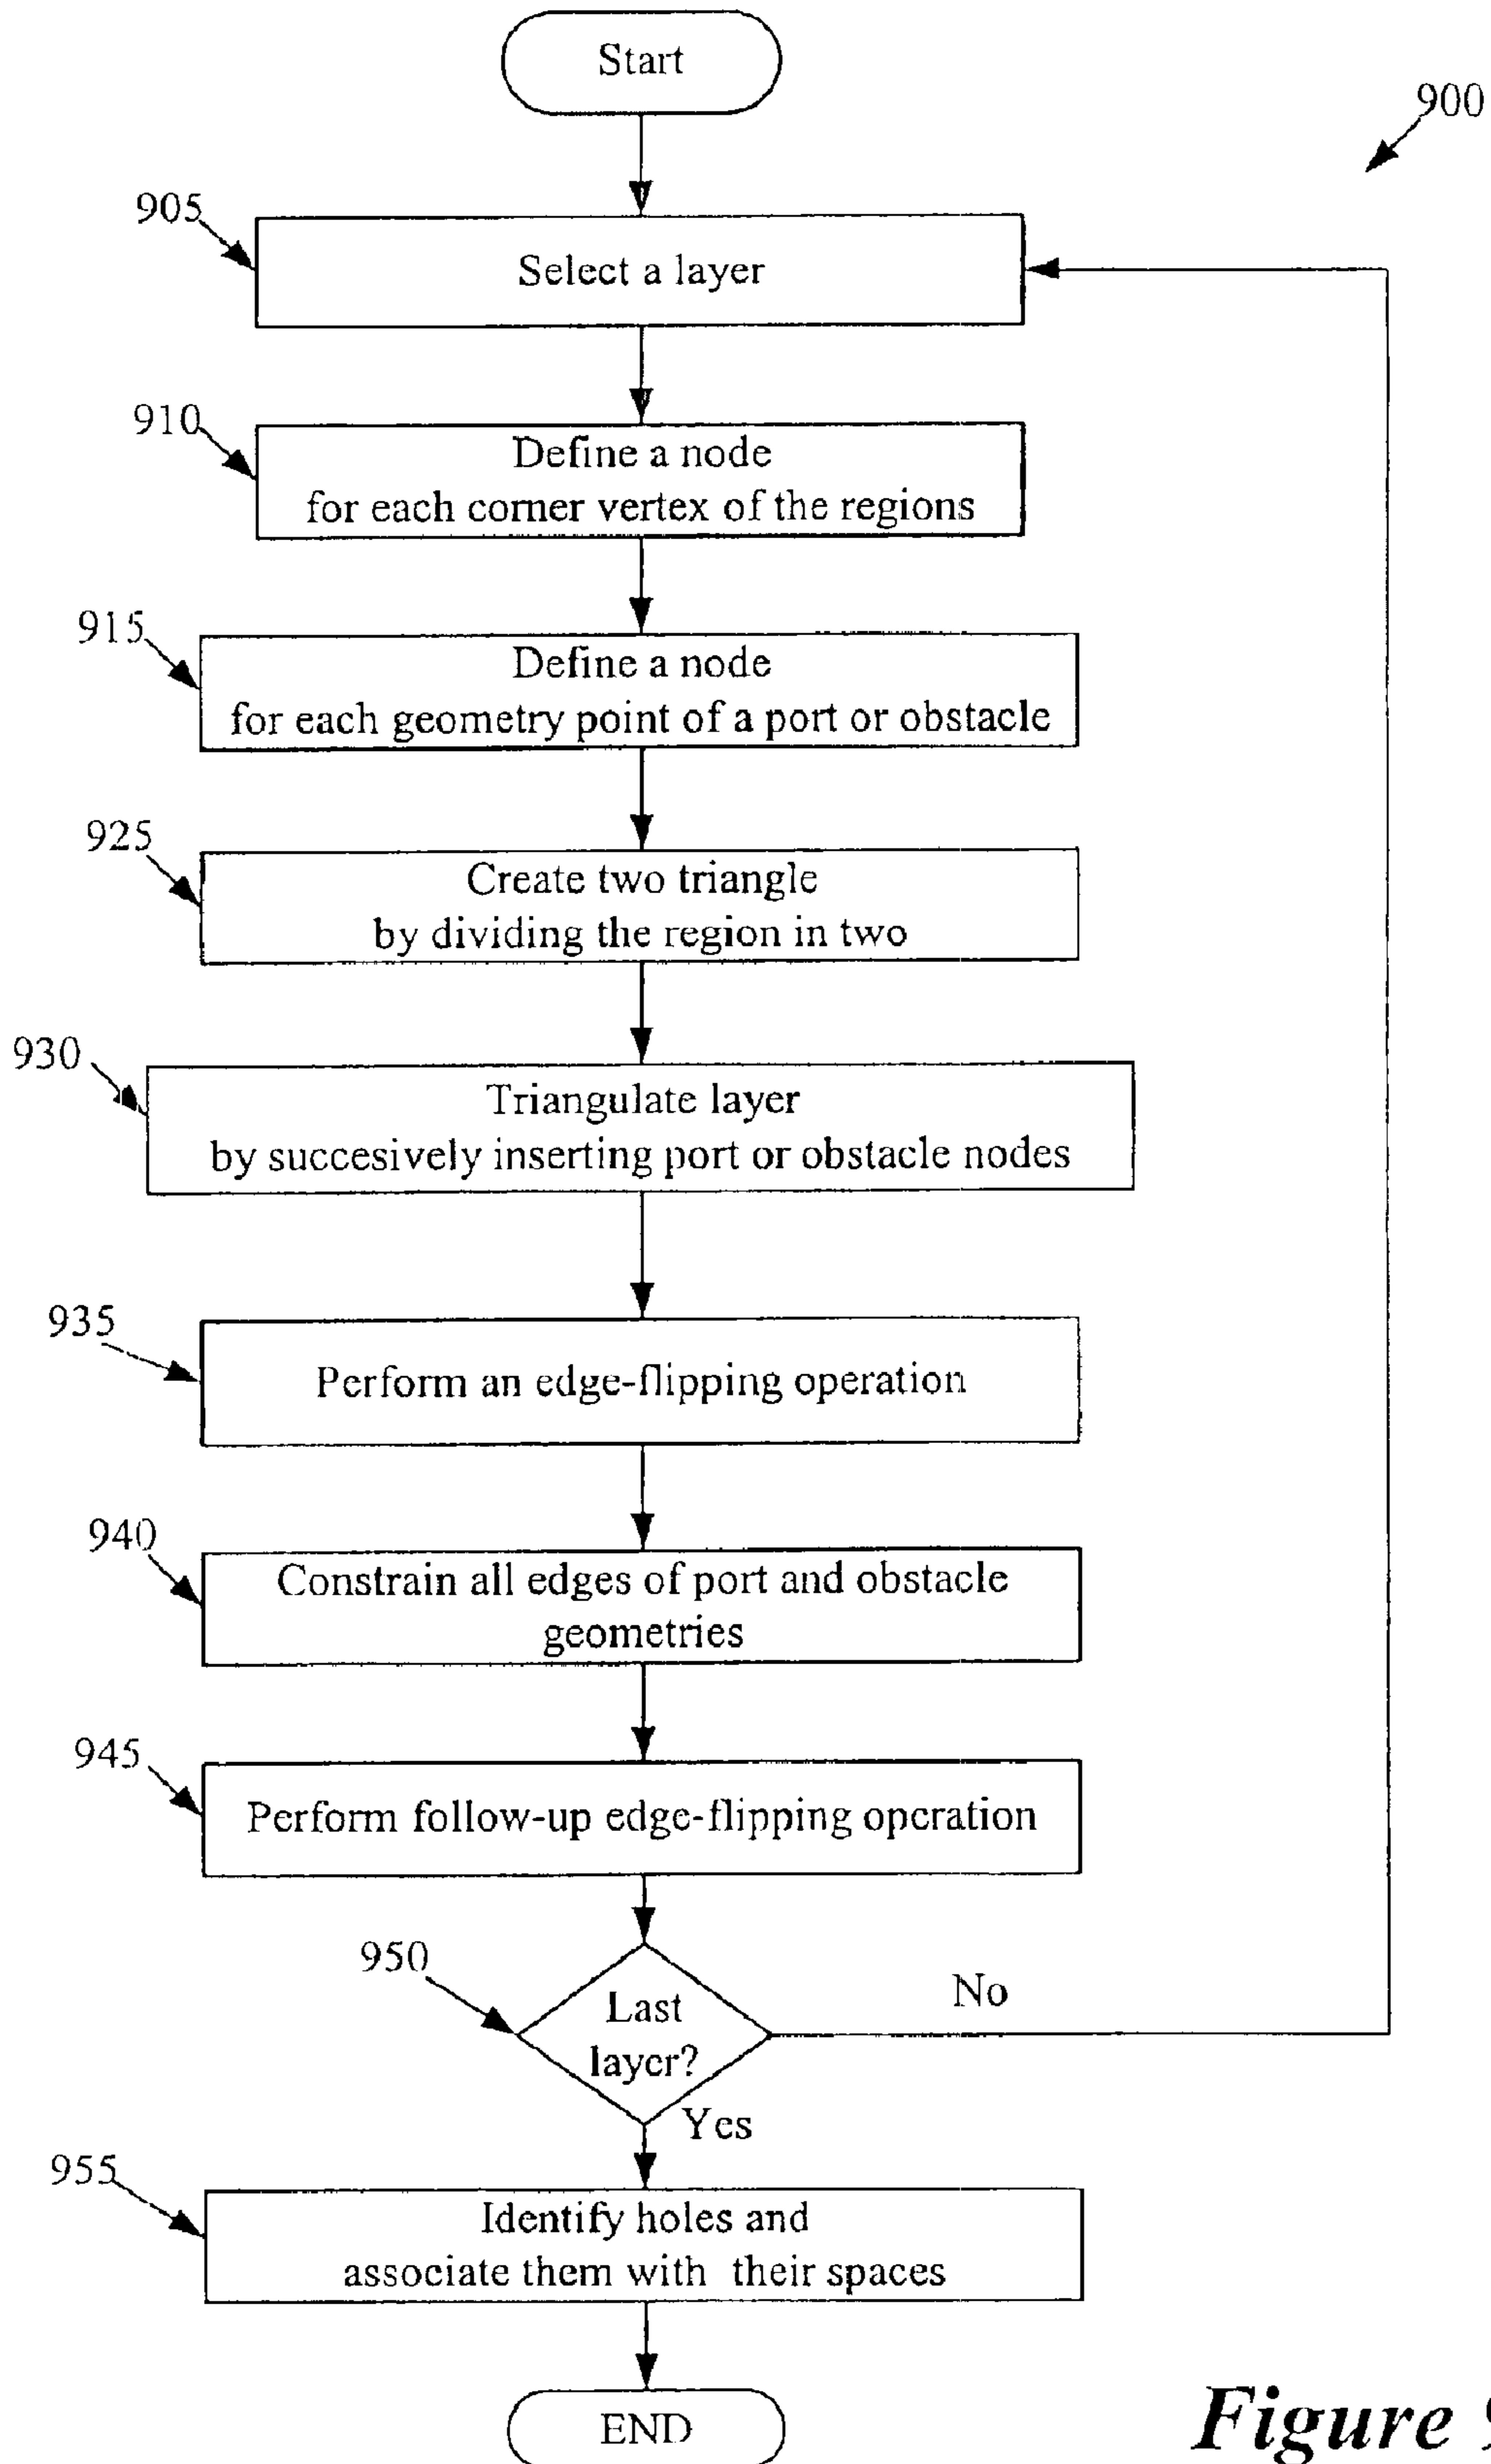 Start
900
905
Select a layer
910
Define a node
for each corner vertex of the regions
915
Define a node
for each geometry point of a port or obstacle
925
Create two triangle
by dividing the region in two
930
Triangulate layer
by succesively inserting port or obstacle nodes
935
Perform an edge-flipping operation
940
Constrain all edges of port and obstacle
geometries
945
Perform follow-up edge-flipping operation
950
Last
layer?
No
Yes
955
Identify holes and
associate them with their spaces
END
Figure 9